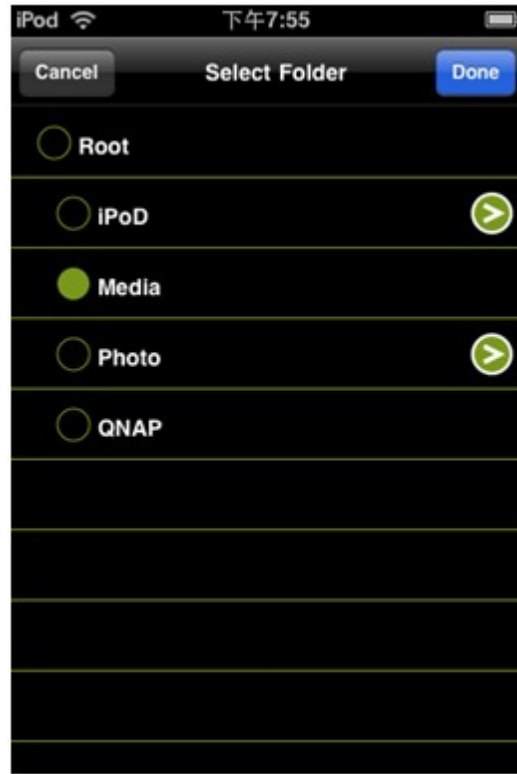 iPod 下午7:55
Cancel Select Folder Done
Root
iPoD
Media
Photo
QNAP